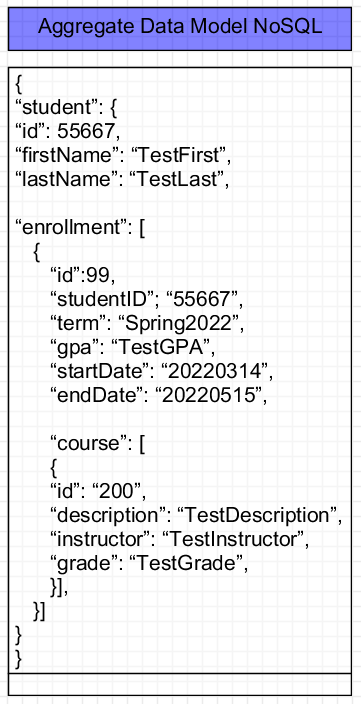 Aggregate Data Model NoSQL
{
“student”: {
“id”: 55667,
“firstName”: “TestFirst”,
“lastName”: “TestLast”,
“enrollment”: [
{
“id”:99,
“studentID”; “55667”,
“term”: “Spring2022”,
“gpa”: “TestGPA”,
“startDate”: “20220314”,
“endDate”: “20220515”,
“course”: [
{
“id”: “200”,
“description”: “TestDescription”,
“instructor”: “TestInstructor”,
“grade”: “TestGrade”,
}],
}]
}
}